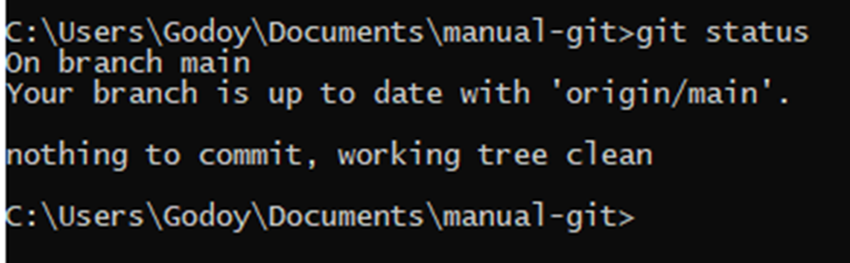 C:\Users\Godoy\Documents\manual-git>git status
On branch main
Your branch is up to date with 'origin/main'.
nothing to commit, working tree clean
C:\Users\Godoy\Documents\manual-git>